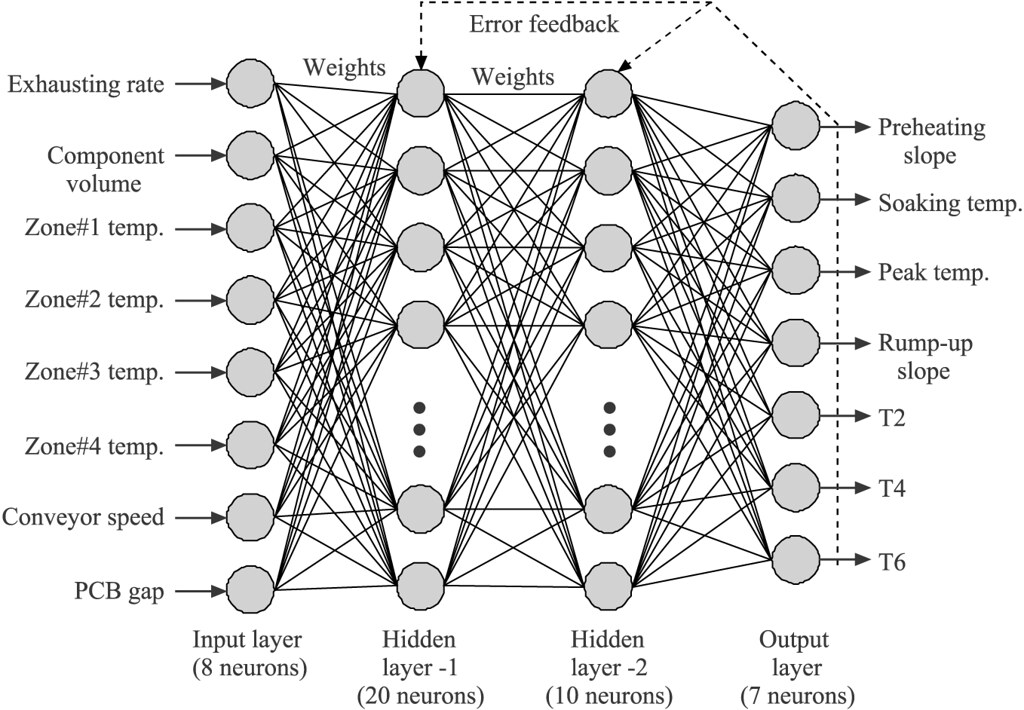 Error feedback
Weights
Weights
Exhausting rate
Component
volume
Zone#1 temp.
Zone#2 temp.
Zone#3 temp.
Zone#4 temp.
Conveyor speed
PCB gap
Preheating
slope
Soaking temp.
Peak temp.
Rump-up
slope
T2
T4
T6
Input layer
(8 neurons)
Hidden
layer -1
(20 neurons)
Hidden
layer -2
(10 neurons)
Output
layer
(7 neurons)